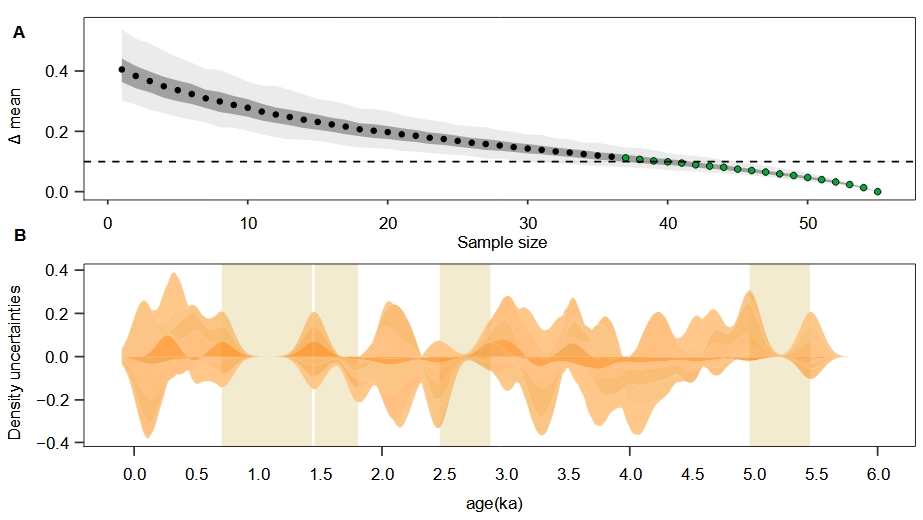 A
Δ mean
0.4
0.2
0.0
0 10 20 30 40 50
Sample size
B
Density uncertainties
0.4
0.2
0.0
−0.2
−0.4
0.0 0.5 1.0 1.5 2.0 2.5 3.0 3.5 4.0 4.5 5.0 5.5 6.0
age(ka)